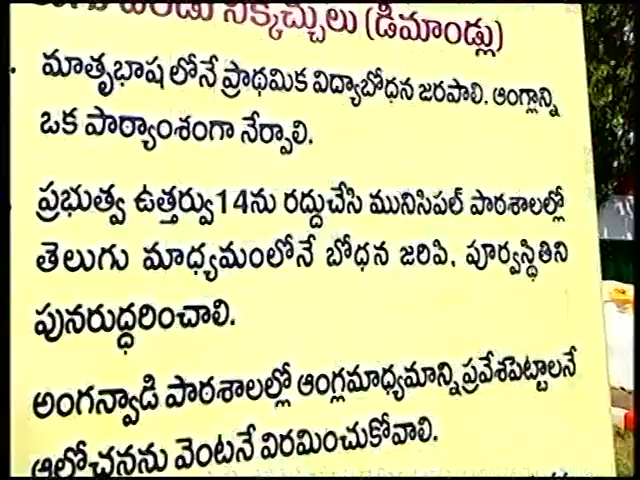 నిక్కచ్చులు (డిమాండ్లు)
మాతృభాషలోనే ప్రాథమిక విద్యాబోధన జరపాలి. ఆంగ్లాన్ని
ఒక పాఠ్యాంశంగా నేర్పాలి.
ప్రభుత్వ ఉత్తర్వు14ను రద్దుచేసి మునిసిపల్ పాఠశాలల్లో
తెలుగు మాధ్యమంలోనే బోధన జరిపి, పూర్వస్థితిని
పునరుద్ధరించాలి.
అంగన్వాడి పాఠశాలల్లో ఆంగ్లమాధ్యమాన్ని ప్రవేశపెట్టాలనే
ఆలోచనను వెంటనే విరమించుకోవాలి.